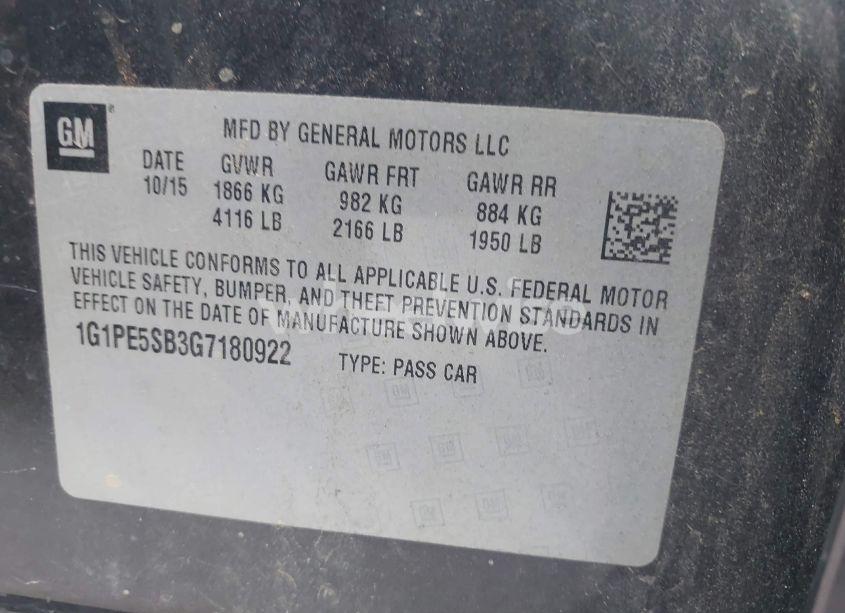 GM
MFD BY GENERAL MOTORS LLC
DATE GVWR GAWR FRT GAWR RR
10/15 1866 KG 982 KG 884 KG
4116 LB 2166 LB 1950 LB
THIS VEHICLE CONFORMS TO ALL APPLICABLE U.S. FEDERAL MOTOR
VEHICLE SAFETY, BUMPER, AND THEFT PREVENTION STANDARDS IN
EFFECT ON THE DATE OF MANUFACTURE SHOWN ABOVE.
1G1PE5SB3G7180922 TYPE: PASS CAR